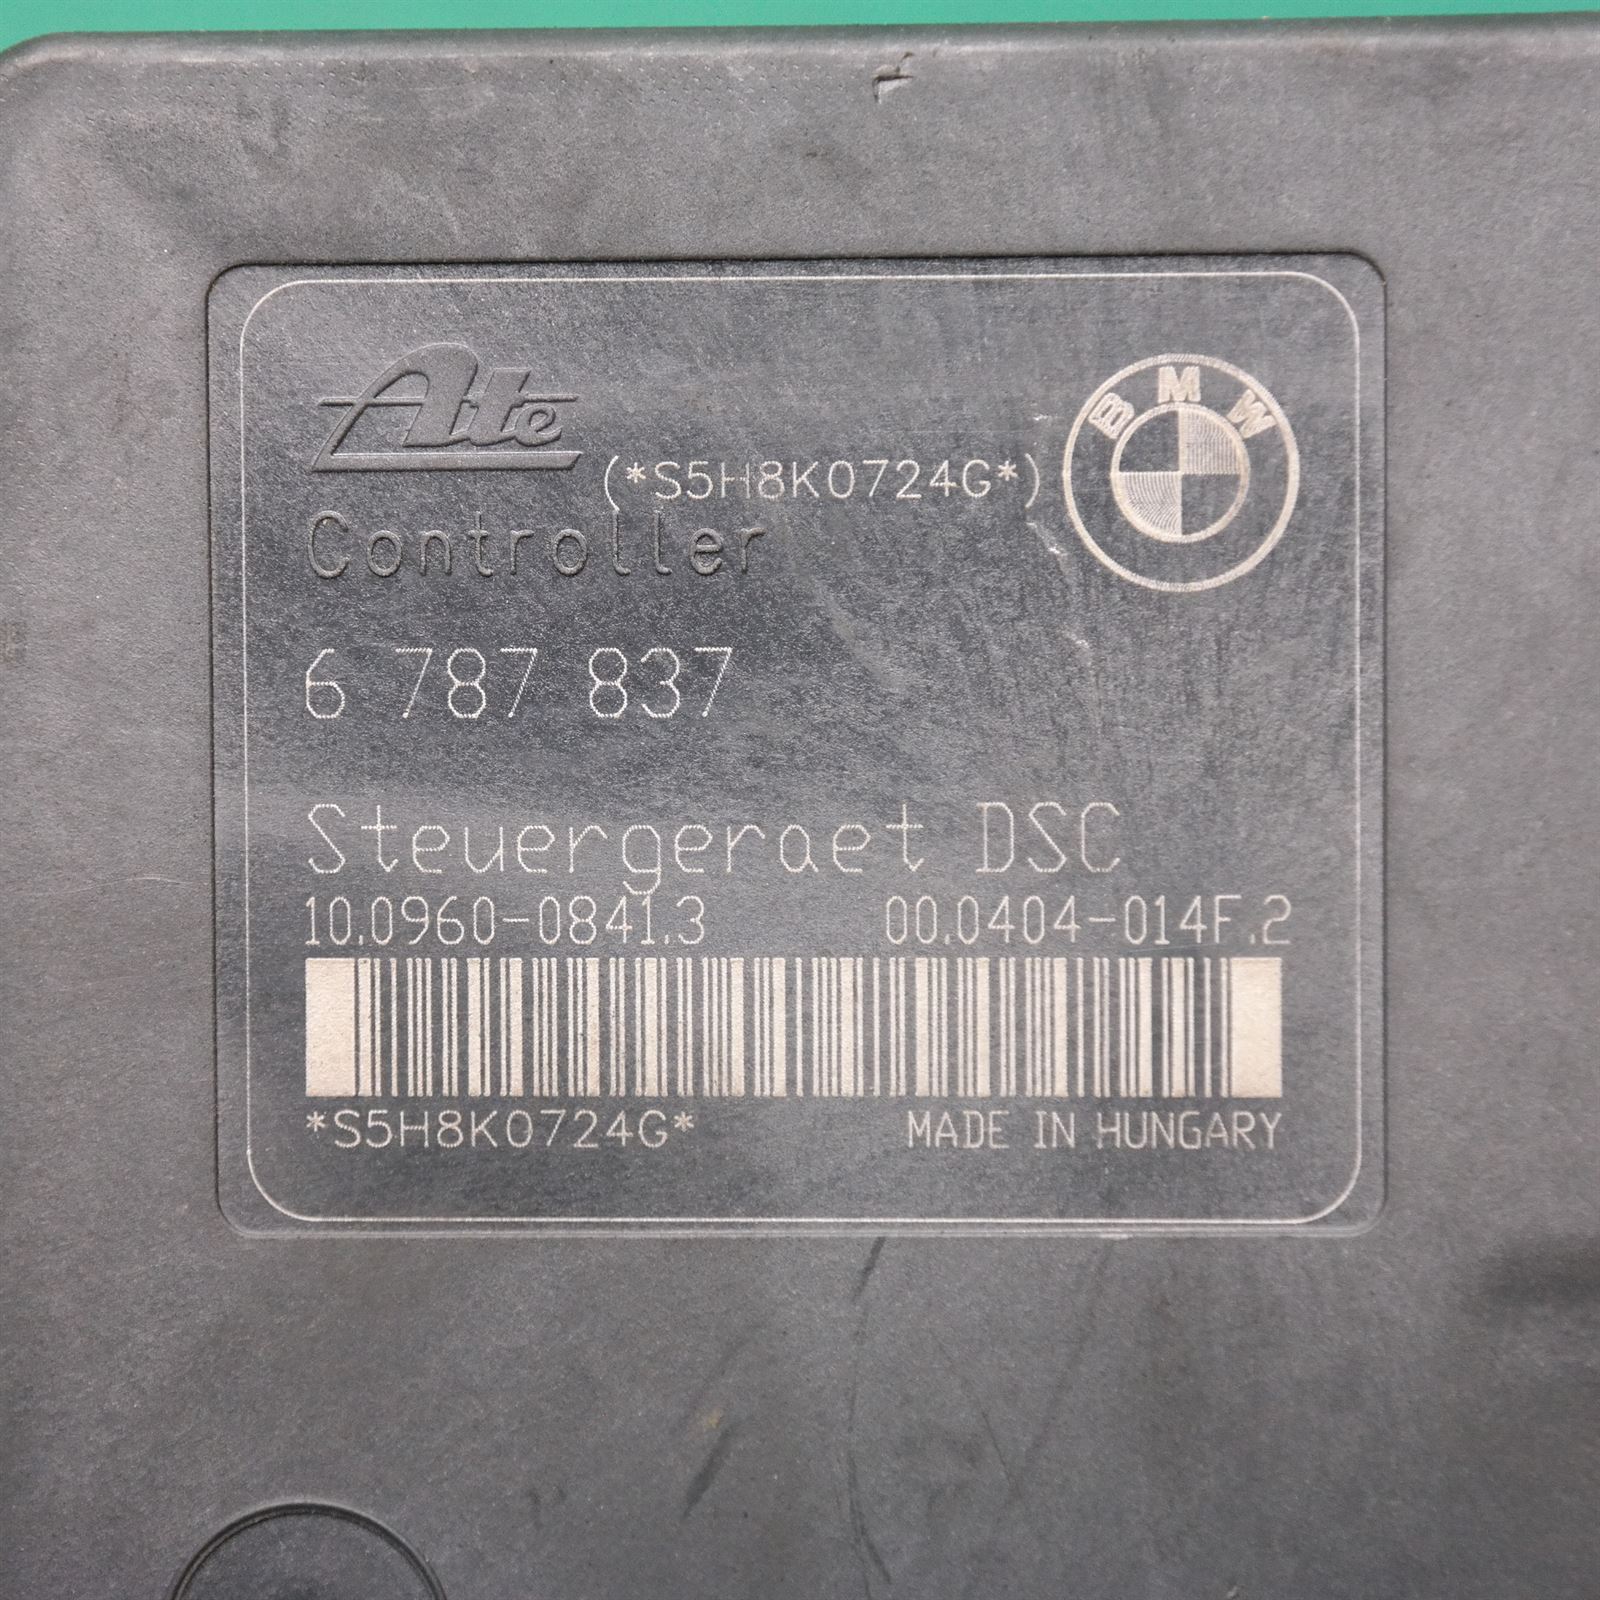 Ate
(*S5H8K0724G*)
BMW
Controller
6 787 837
Steuergeraet DSC
10.0960-0841.3 00.0404-014F.2
*S5H8K0724G* MADE IN HUNGARY